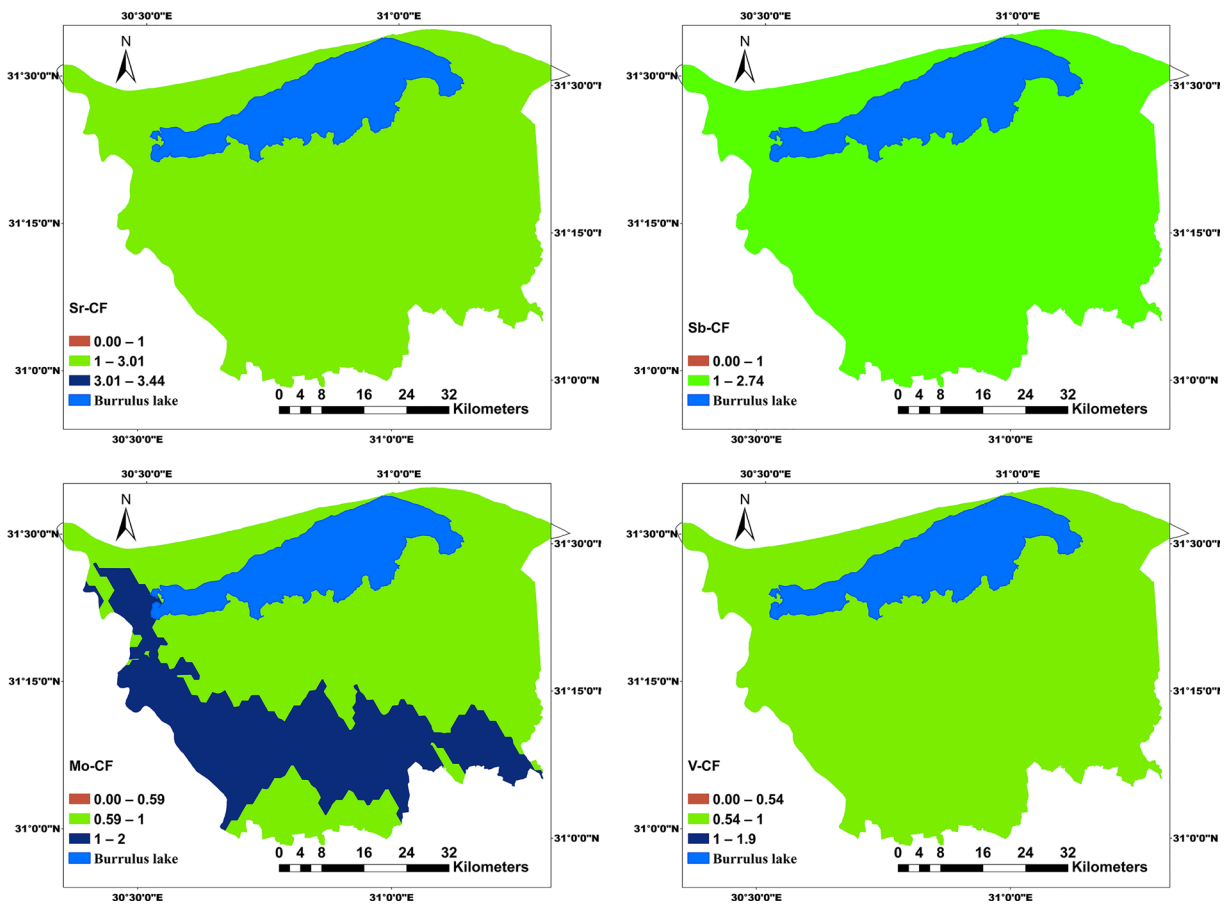 30°30'0"E 31°0'0"E
N
31°30'0"N 31°30'0"N
31°15'0"N 31°15'0"N
31°0'0"N 31°0'0"N
Sr-CF
0.00 – 1
1 – 3.01
3.01 – 3.44
Burrulus lake
0 4 8 16 24 32
Kilometers
30°30'0"E 31°0'0"E
30°30'0"E 31°0'0"E
N
31°30'0"N 31°30'0"N
31°15'0"N 31°15'0"N
31°0'0"N 31°0'0"N
Sb-CF
0.00 – 1
1 – 2.74
Burrulus lake
0 4 8 16 24 32
Kilometers
30°30'0"E 31°0'0"E
30°30'0"E 31°0'0"E
N
31°30'0"N 31°30'0"N
31°15'0"N 31°15'0"N
31°0'0"N 31°0'0"N
Mo-CF
0.00 – 0.59
0.59 – 1
1 – 2
Burrulus lake
0 4 8 16 24 32
Kilometers
30°30'0"E 31°0'0"E
30°30'0"E 31°0'0"E
N
31°30'0"N 31°30'0"N
31°15'0"N 31°15'0"N
31°0'0"N 31°0'0"N
V-CF
0.00 – 0.54
0.54 – 1
1 – 1.9
Burrulus lake
0 4 8 16 24 32
Kilometers
30°30'0"E 31°0'0"E